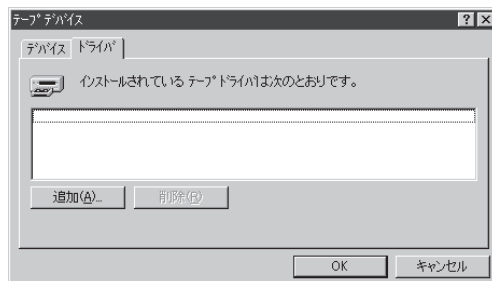 テープ デバイス
デバイス ドライバ
インストールされている テープ ドライバは次のとおりです。
追加(A)... 削除(R)
OK キャンセル